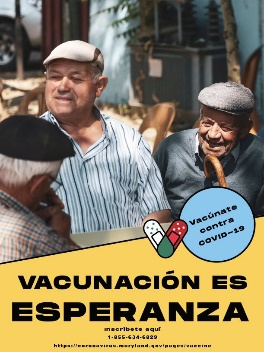 Vacúnate
contra
COVID-19
VACUNACIÓN ES
ESPERANZA
inscríbete aquí
1-855-634-6829
https://coronavirus.maryland.gov/pages/vaccine